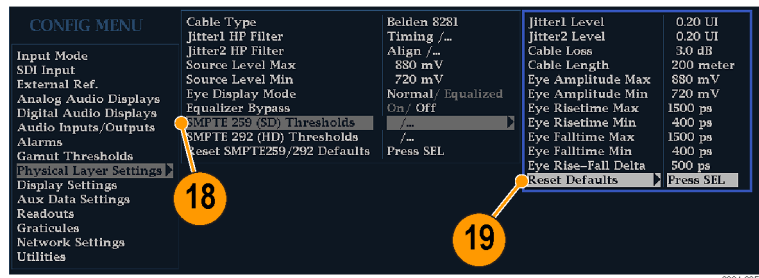 CONFIG MENU
Input Mode
SDI Input
External Ref.
Analog Audio Displays
Digital Audio Displays
Audio Inputs/Outputs
Alarms
Gamut Thresholds
Physical Layer Settings
Display Settings
Aux Data Settings
Readouts
Graticules
Network Settings
Utilities
Cable Type Belden 8281
Jitter1 HP Filter Timing /...
Jitter2 HP Filter Align /...
Source Level Max 880 mV
Source Level Min 720 mV
Eye Display Mode Normal/ Equalized
Equalizer Bypass On/ Off
SMPTE 259 (SD) Thresholds /...
SMPTE 292 (HD) Thresholds /...
Reset SMPTE259/292 Defaults Press SEL
Jitter1 Level 0.20 UI
Jitter2 Level 0.20 UI
Cable Loss 3.0 dB
Cable Length 200 meter
Eye Amplitude Max 880 mV
Eye Amplitude Min 720 mV
Eye Risetime Max 1500 ps
Eye Risetime Min 400 ps
Eye Falltime Max 1500 ps
Eye Falltime Min 400 ps
Eye Rise-Fall Delta 500 ps
Reset Defaults Press SEL
18
19